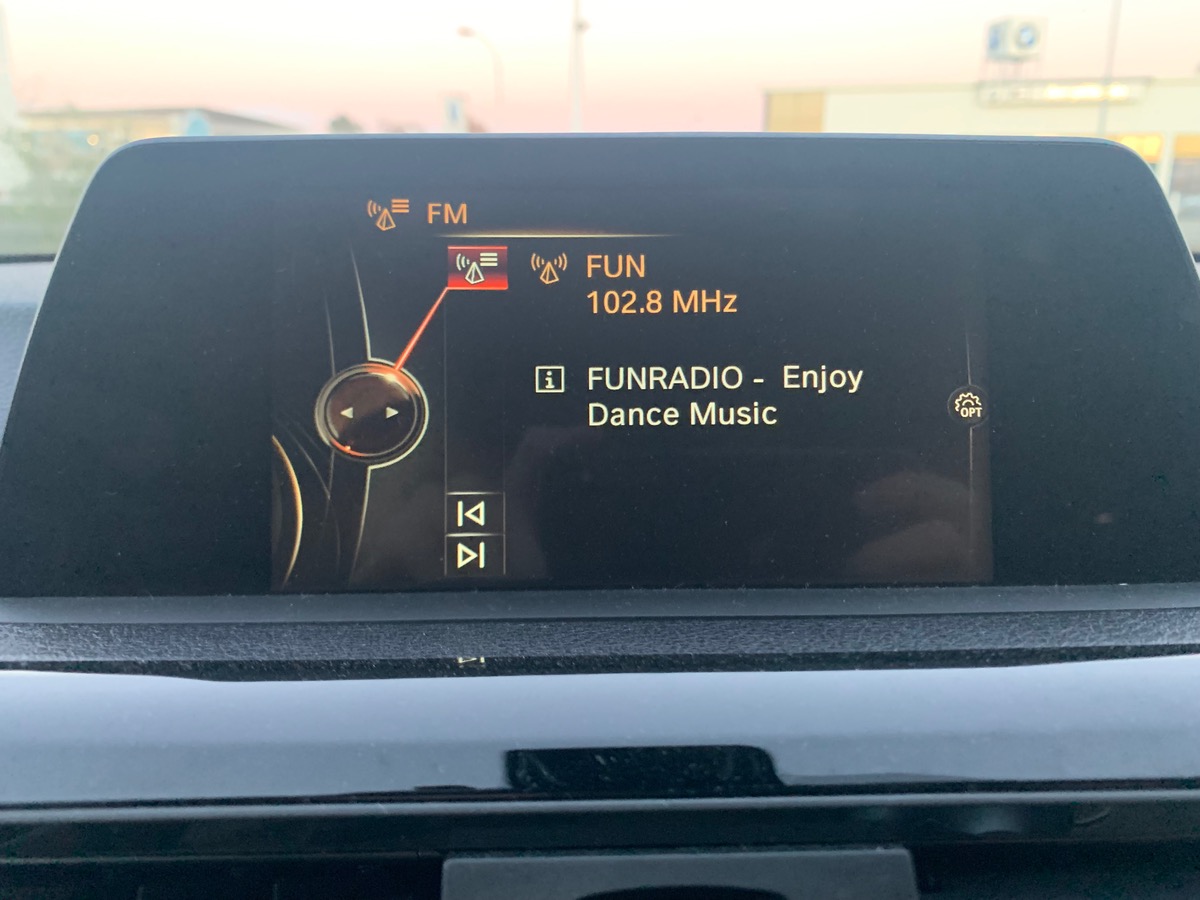 FM
FUN
102.8 MHz
FUNRADIO - Enjoy
Dance Music
OPT